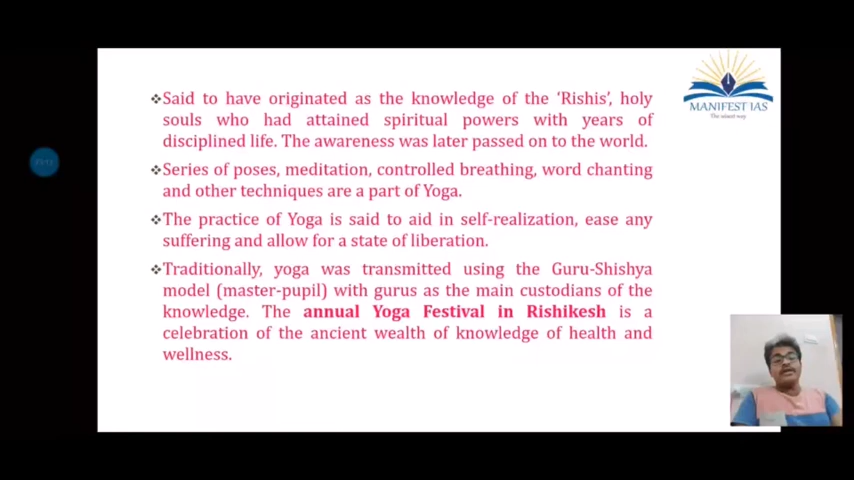 ❖Said to have originated as the knowledge of the ‘Rishis’, holy
souls who had attained spiritual powers with years of
disciplined life. The awareness was later passed on to the world.
❖Series of poses, meditation, controlled breathing, word chanting
and other techniques are a part of Yoga.
❖The practice of Yoga is said to aid in self-realization, ease any
suffering and allow for a state of liberation.
❖Traditionally, yoga was transmitted using the Guru-Shishya
model (master-pupil) with gurus as the main custodians of the
knowledge. The annual Yoga Festival in Rishikesh is a
celebration of the ancient wealth of knowledge of health and
wellness.
MANIFEST IAS